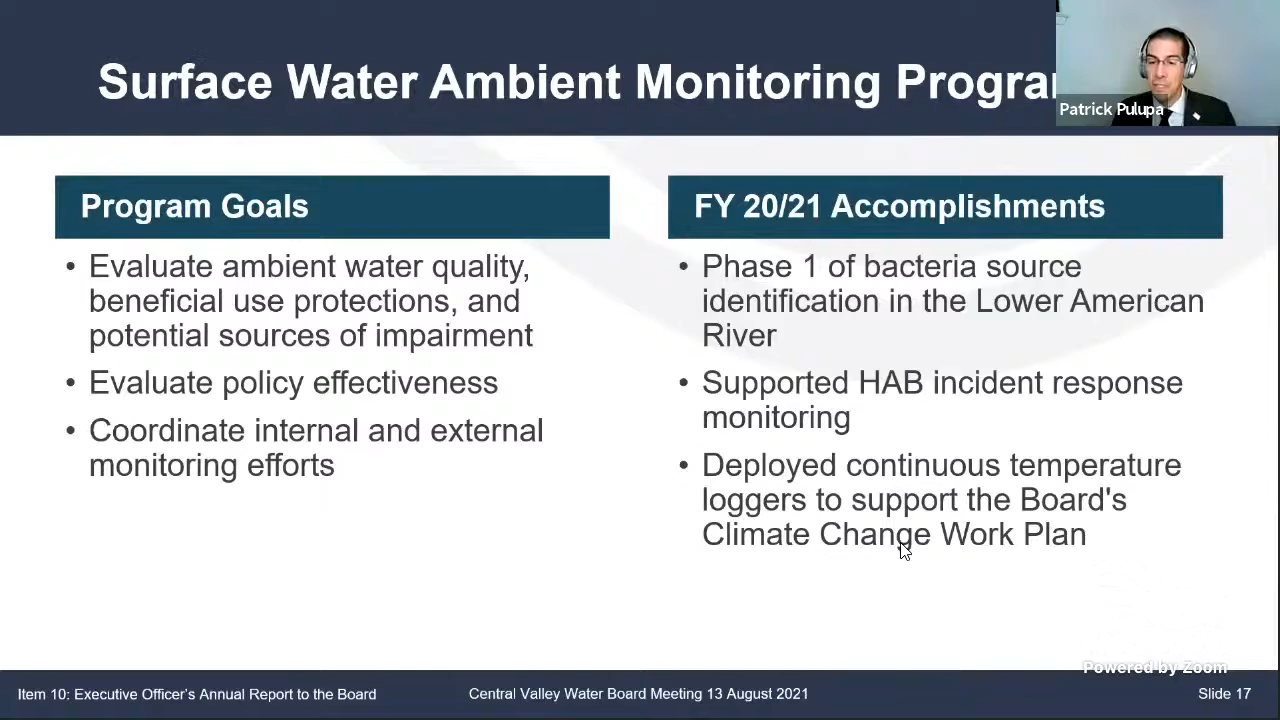 Surface Water Ambient Monitoring Progra
Patrick Pulupa
Program Goals
• Evaluate ambient water quality,
beneficial use protections, and
potential sources of impairment
• Evaluate policy effectiveness
• Coordinate internal and external
monitoring efforts
FY 20/21 Accomplishments
• Phase 1 of bacteria source
identification in the Lower American
River
• Supported HAB incident response
monitoring
• Deployed continuous temperature
loggers to support the Board's
Climate Change Work Plan
Powered by Zoom
Item 10: Executive Officer's Annual Report to the Board
Central Valley Water Board Meeting 13 August 2021
Slide 17